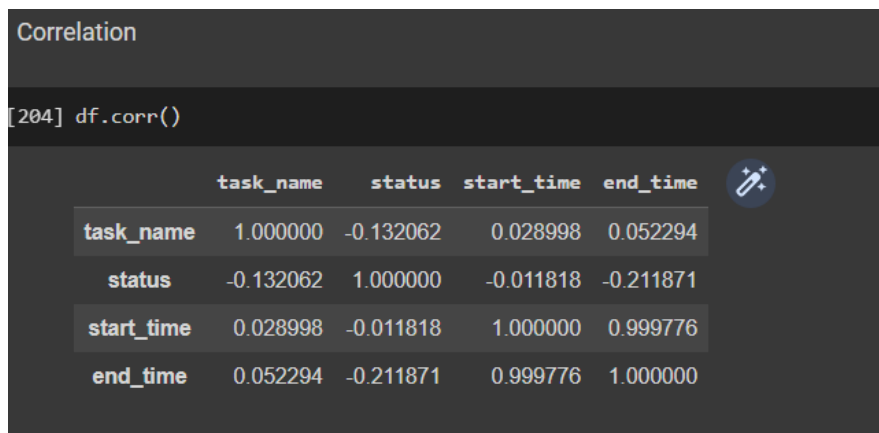 Correlation
[204] df.corr()
task_name status start_time end_time
task_name 1.000000 -0.132062 0.028998 0.052294
status -0.132062 1.000000 -0.011818 -0.211871
start_time 0.028998 -0.011818 1.000000 0.999776
end_time 0.052294 -0.211871 0.999776 1.000000